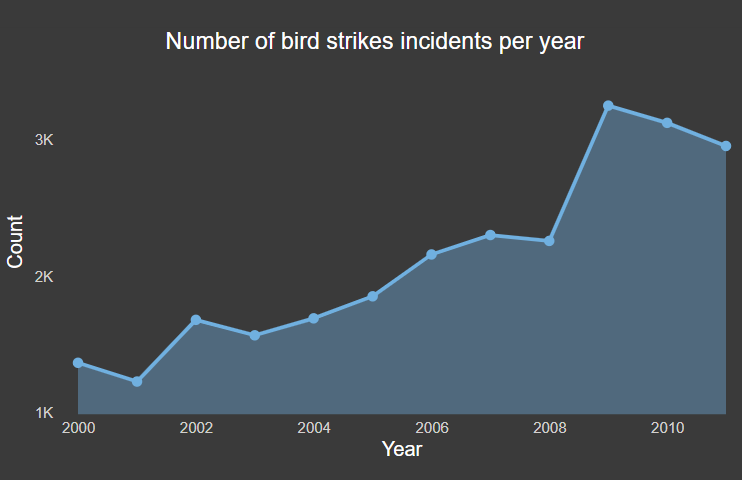 Number of bird strikes incidents per year
3K
2K
1K
Count
2000 2002 2004 2006 2008 2010
Year